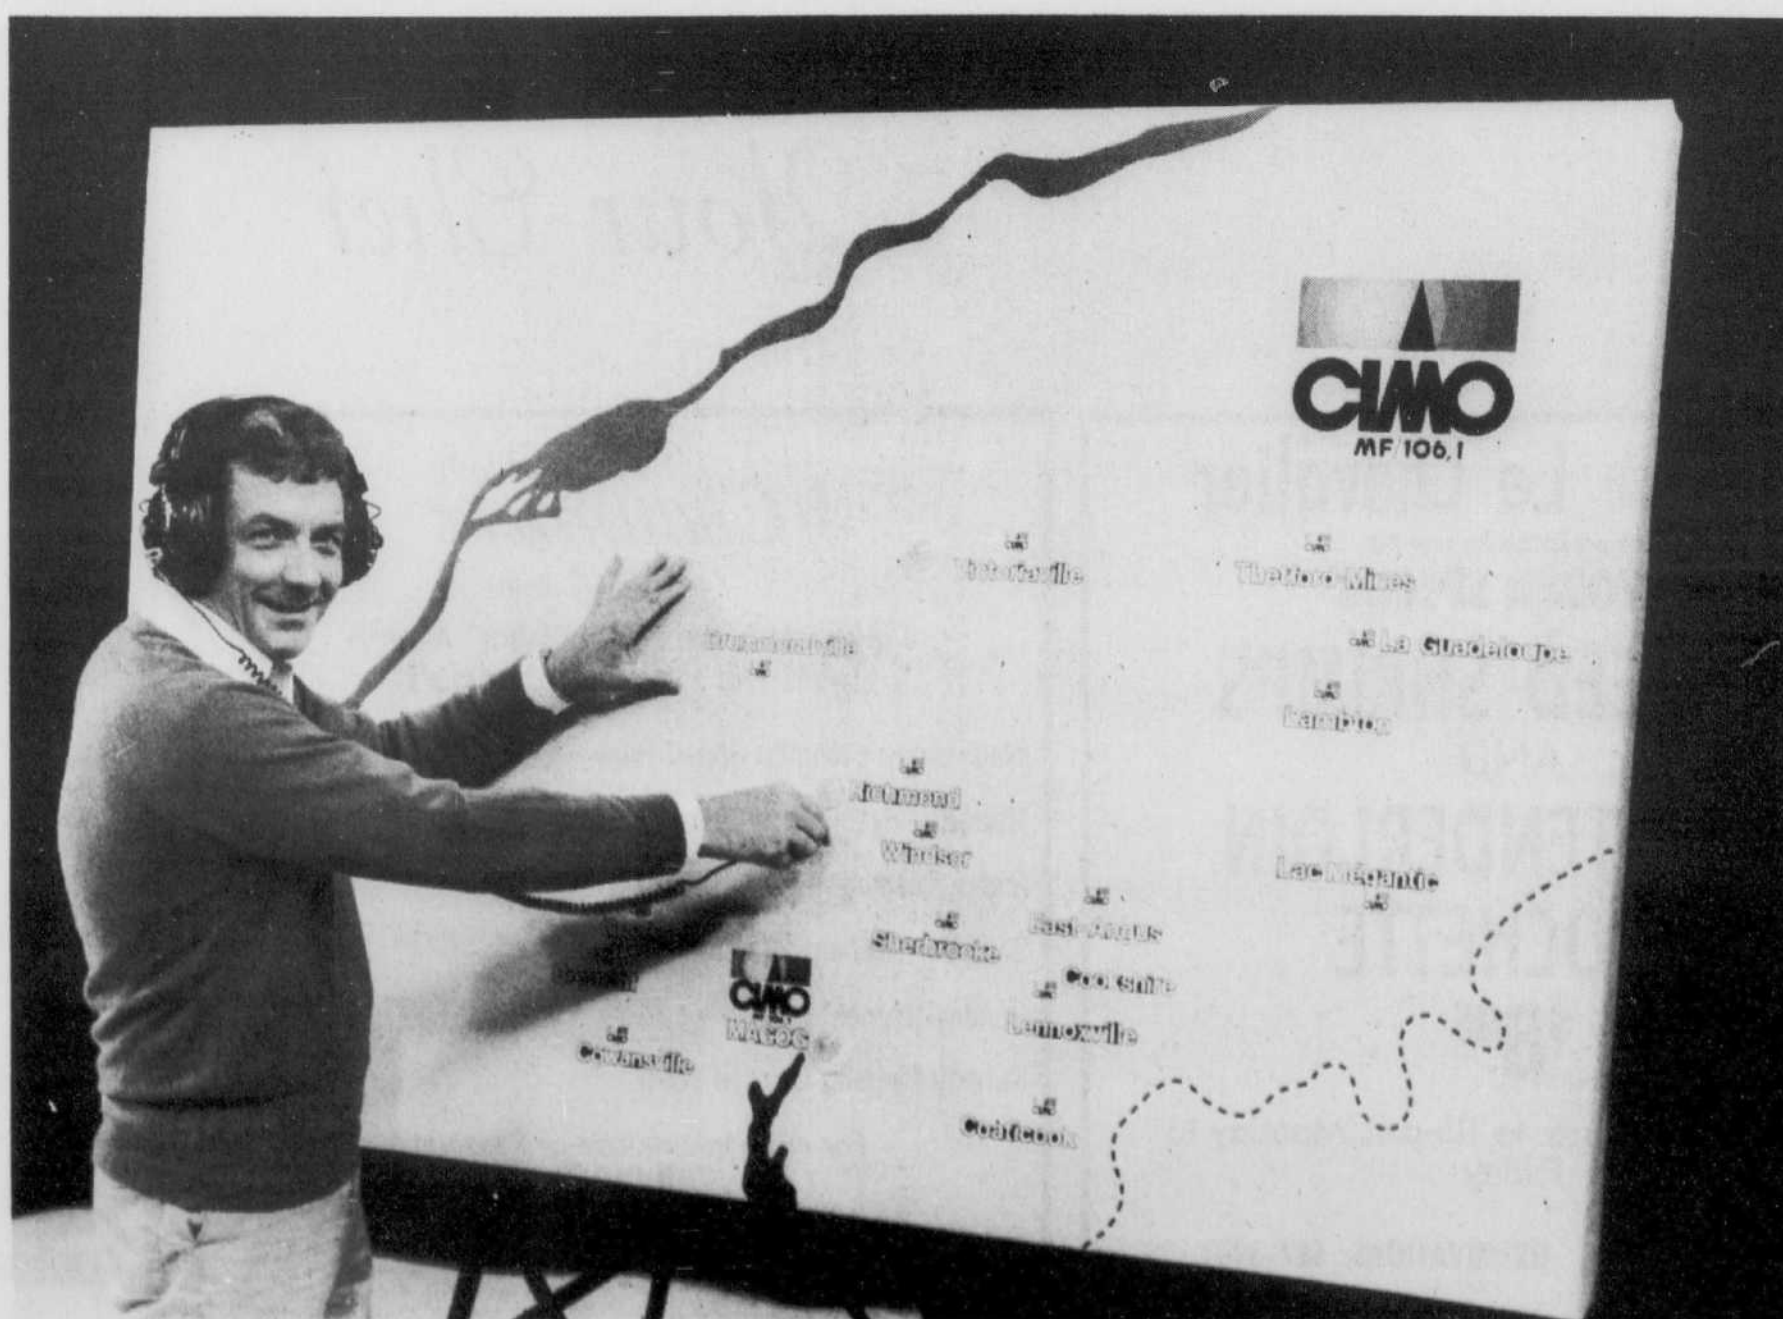 CIMO
MF/106,1
Victoriaville
Thetford-Mines
Drummondville
La Guadeloupe
Lambton
Richmond
Windsor
Lac Mégantic
East-Angus
Sherbrooke
Cookshire
CIMO
MAGOG
Lennoxville
Cowansville
Coaticook